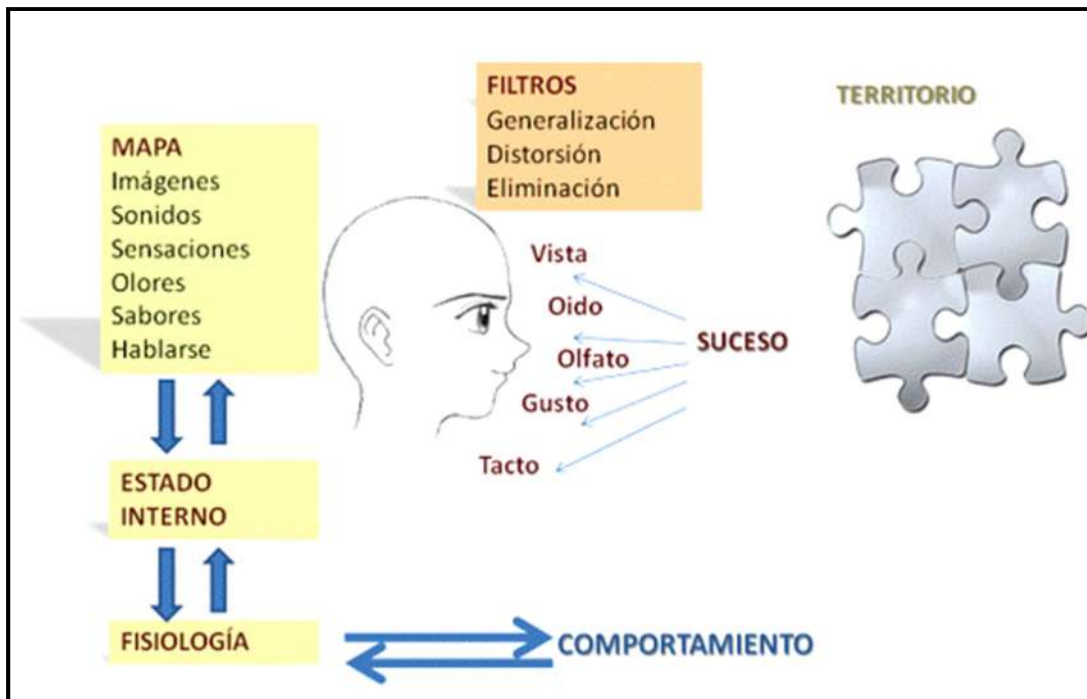 FILTROS
Generalización
Distorsión
Eliminación
TERRITORIO
MAPA
Imágenes
Sonidos
Sensaciones
Olores
Sabores
Hablarse
Vista
Oido
Olfato
Gusto
Tacto
SUCESO
ESTADO
INTERNO
FISIOLOGÍA
COMPORTAMIENTO